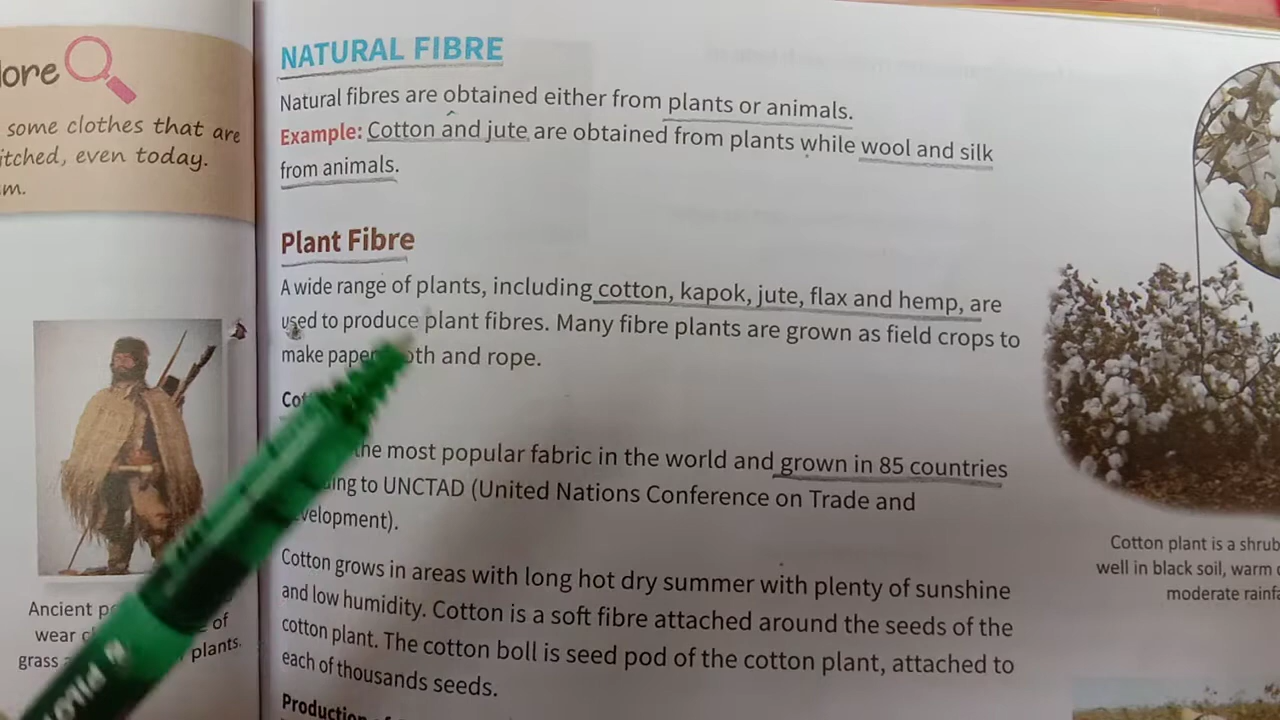 lore
some clothes that are
itched, even today.
m.
Ancient
wear of
grass plants.
NATURAL FIBRE
Natural fibres are obtained either from plants or animals.
Example: Cotton and jute are obtained from plants while wool and silk
from animals.
Plant Fibre
A wide range of plants, including cotton, kapok, jute, flax and hemp, are
used to produce plant fibres. Many fibre plants are grown as field crops to
make paper oth and rope.
Cot
the most popular fabric in the world and grown in 85 countries
ing to UNCTAD (United Nations Conference on Trade and
velopment).
Cotton grows in areas with long hot dry summer with plenty of sunshine
and low humidity. Cotton is a soft fibre attached around the seeds of the
cotton plant. The cotton boll is seed pod of the cotton plant, attached to
each of thousands seeds.
Production
Cotton plant is a shrub
well in black soil, warm
moderate rainfa
PILOT